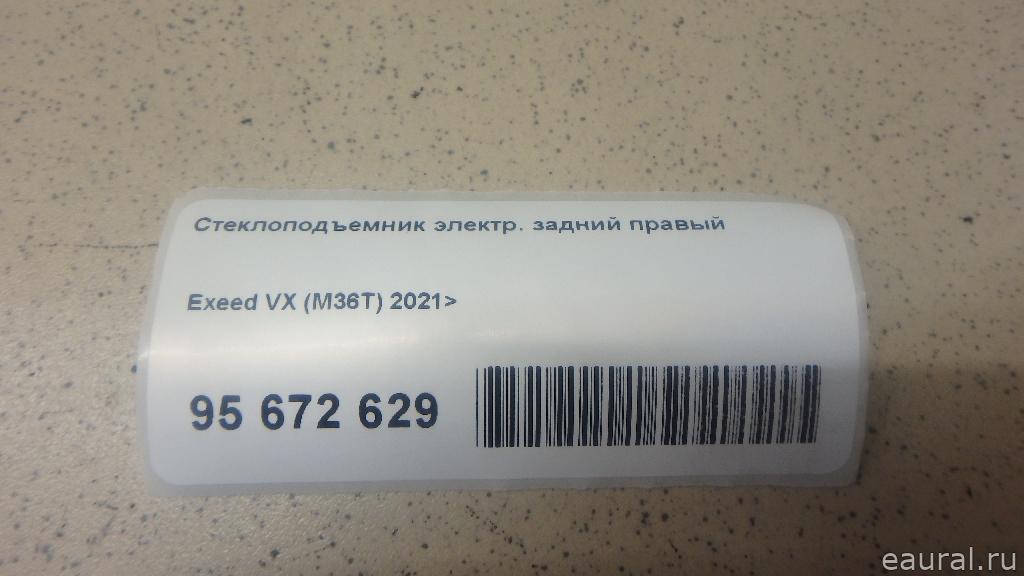 Стеклоподъемник электр. задний правый
Exeed VX (M36T) 2021>
95 672 629
eaural.ru